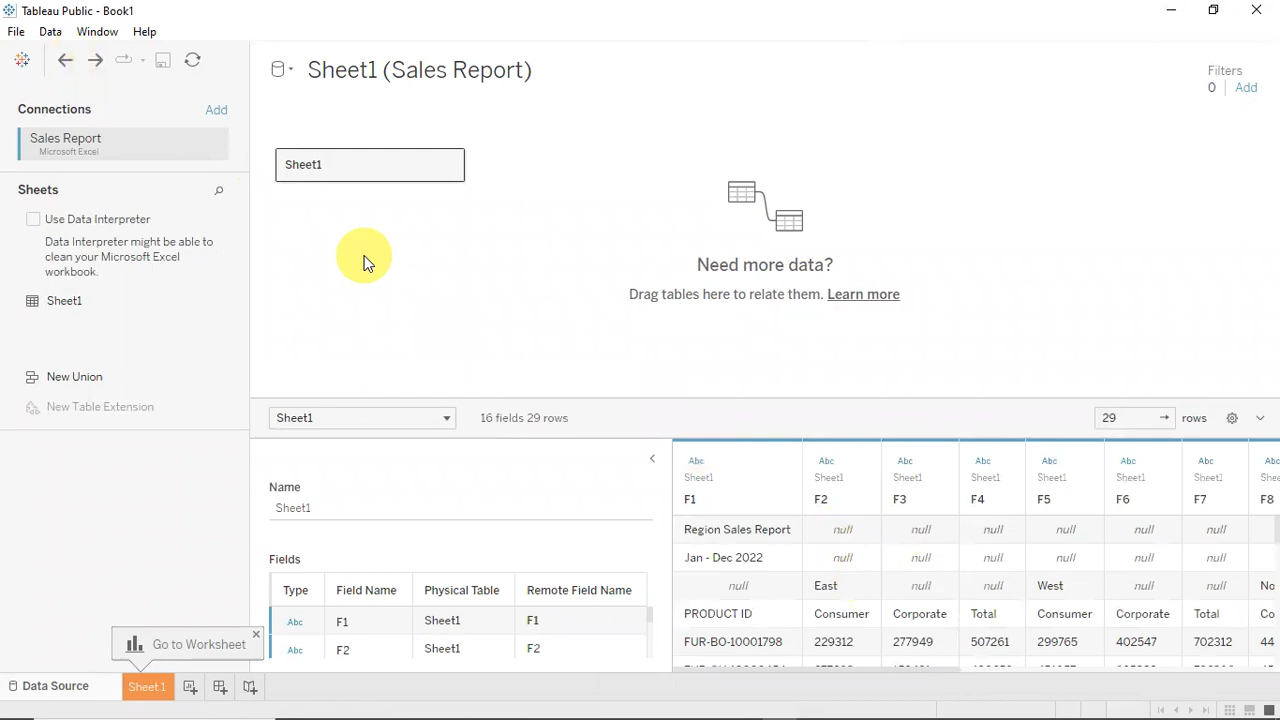 Tableau Public - Book1
File Data Window Help
Connections Add
Sales Report
Microsoft Excel
Sheets
Use Data Interpreter
Data Interpreter might be able to
clean your Microsoft Excel
workbook.
Sheet1
New Union
New Table Extension
Sheet1 (Sales Report)
Filters
0 Add
Sheet1
Need more data?
Drag tables here to relate them. Learn more
Sheet1 16 fields 29 rows 29 rows
Name
Sheet1
Fields
Type Field Name Physical Table Remote Field Name
Abc F1 Sheet1 F1
Abc F2 Sheet1 F2
Abc Abc Abc Abc Abc Abc Abc Abc
Sheet1 Sheet1 Sheet1 Sheet1 Sheet1 Sheet1 Sheet1 Shee
F1 F2 F3 F4 F5 F6 F7 F8
Region Sales Report null null null null null null
Jan - Dec 2022 null null null null null null
null East null null West null null No
PRODUCT ID Consumer Corporate Total Consumer Corporate Total Co
FUR-BO-10001798 229312 277949 507261 299765 402547 702312 44
Go to Worksheet
Data Source Sheet 1